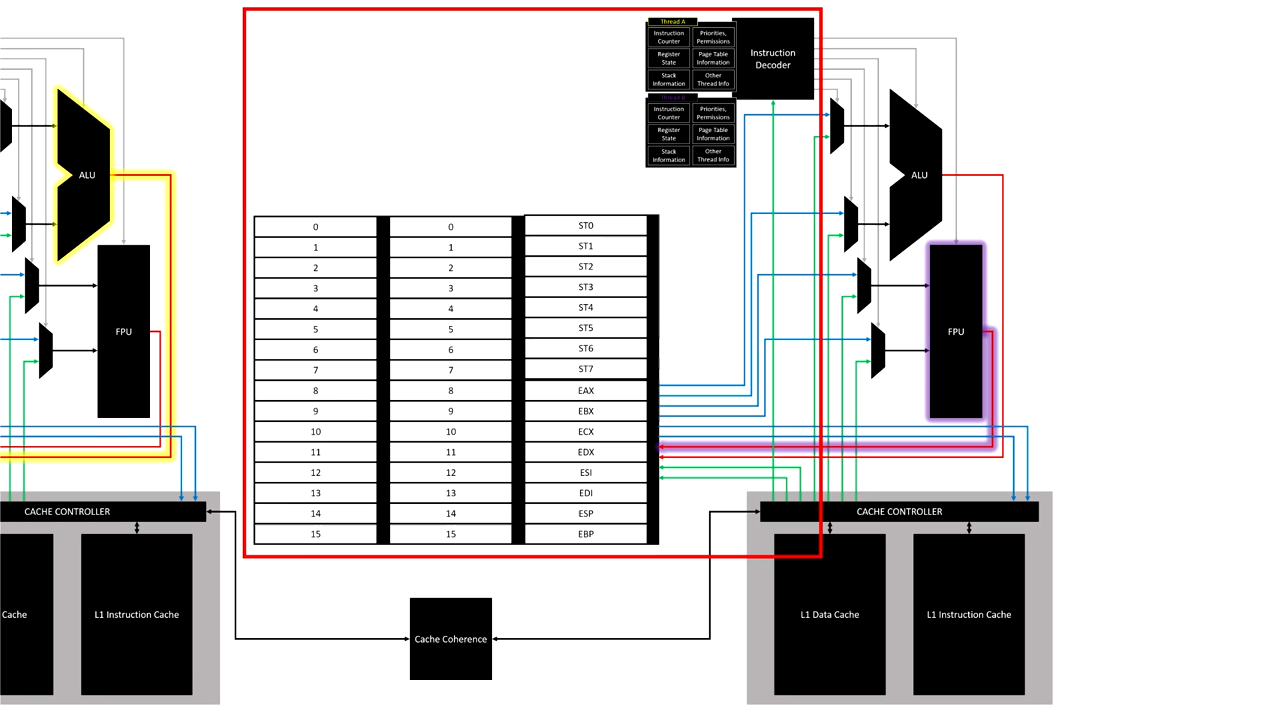 Thread A
Instruction
Counter
Priorities,
Permissions
Register
State
Page Table
Information
Stack
Information
Other
Thread Info
Instruction
Decoder
Thread B
Instruction
Counter
Priorities,
Permissions
Register
State
Page Table
Information
Stack
Information
Other
Thread Info
ALU
ALU
FPU
FPU
0 0 ST0
1 1 ST1
2 2 ST2
3 3 ST3
4 4 ST4
5 5 ST5
6 6 ST6
7 7 ST7
8 8 EAX
9 9 EBX
10 10 ECX
11 11 EDX
12 12 ESI
13 13 EDI
14 14 ESP
15 15 EBP
CACHE CONTROLLER
CACHE CONTROLLER
Cache
L1 Instruction Cache
Cache Coherence
L1 Data Cache
L1 Instruction Cache